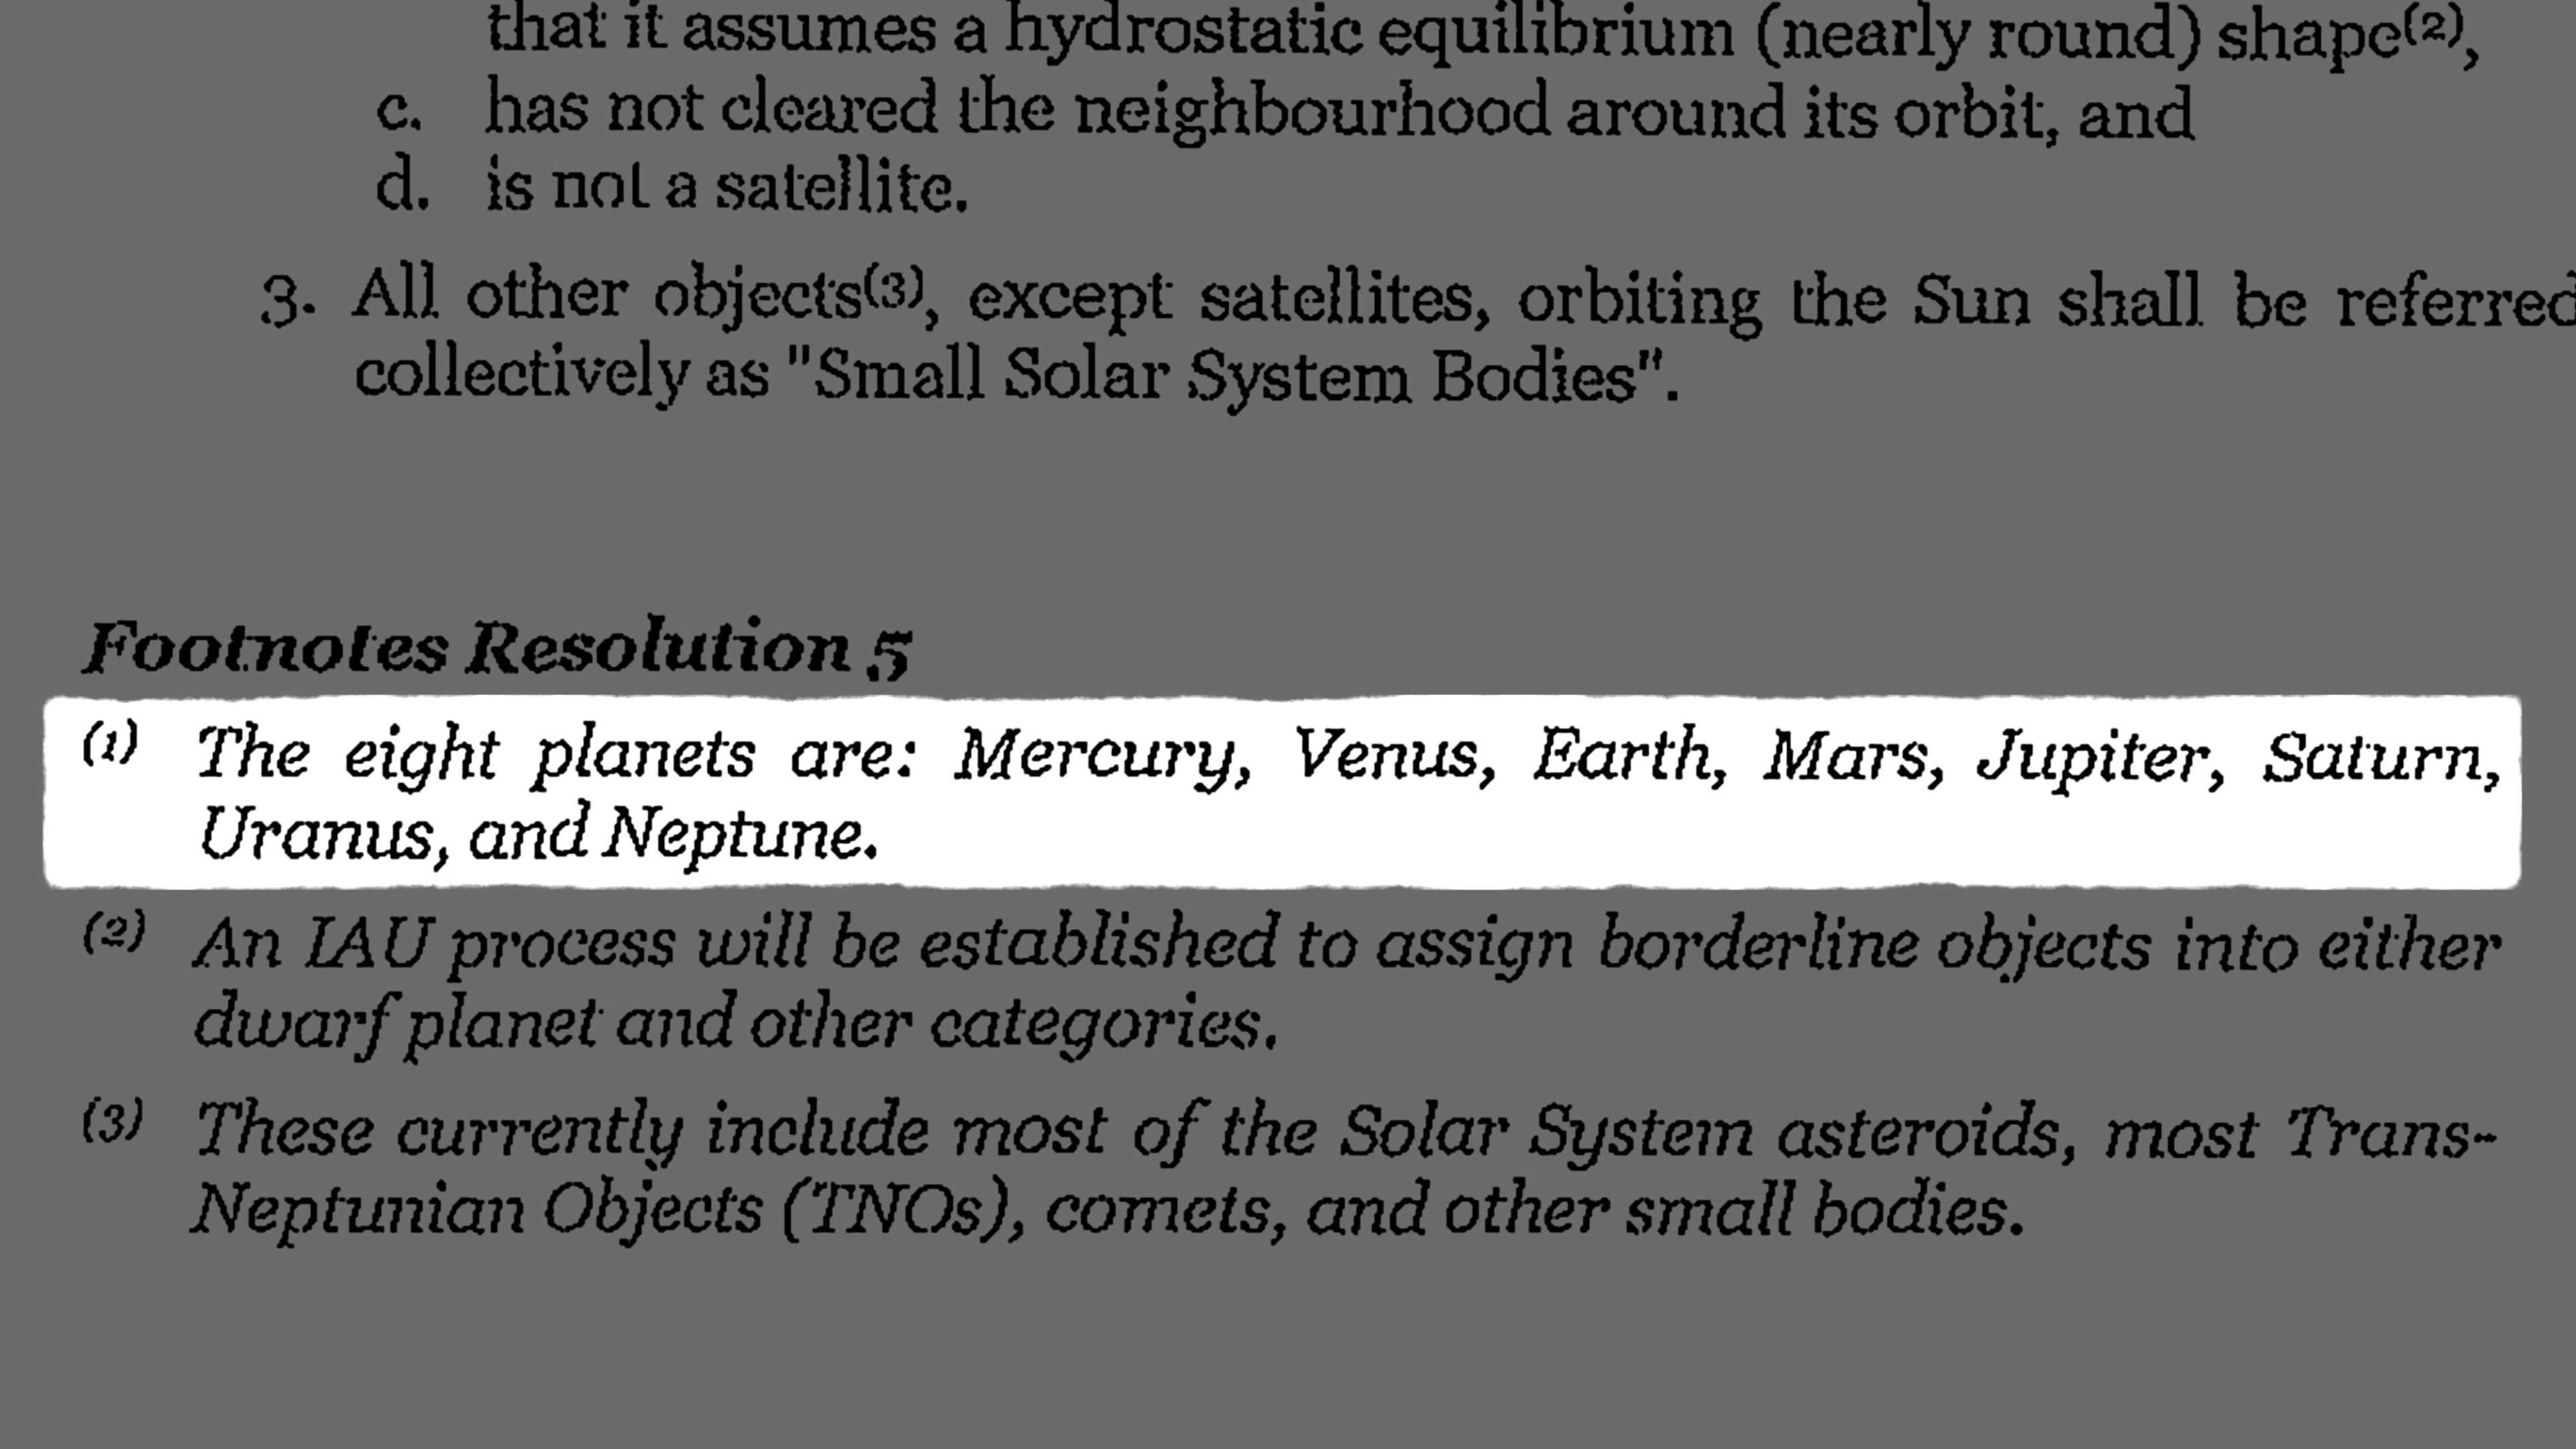 that it assumes a hydrostatic equilibrium (nearly round) shape(2),
c. has not cleared the neighbourhood around its orbit, and
d. is not a satellite.
3. All other objects(3), except satellites, orbiting the Sun shall be referred
collectively as "Small Solar System Bodies".
Footnotes Resolution 5
(1) The eight planets are: Mercury, Venus, Earth, Mars, Jupiter, Saturn,
Uranus, and Neptune.
(2) An IAU process will be established to assign borderline objects into either
dwarf planet and other categories.
(3) These currently include most of the Solar System asteroids, most Trans-
Neptunian Objects (TNOs), comets, and other small bodies.